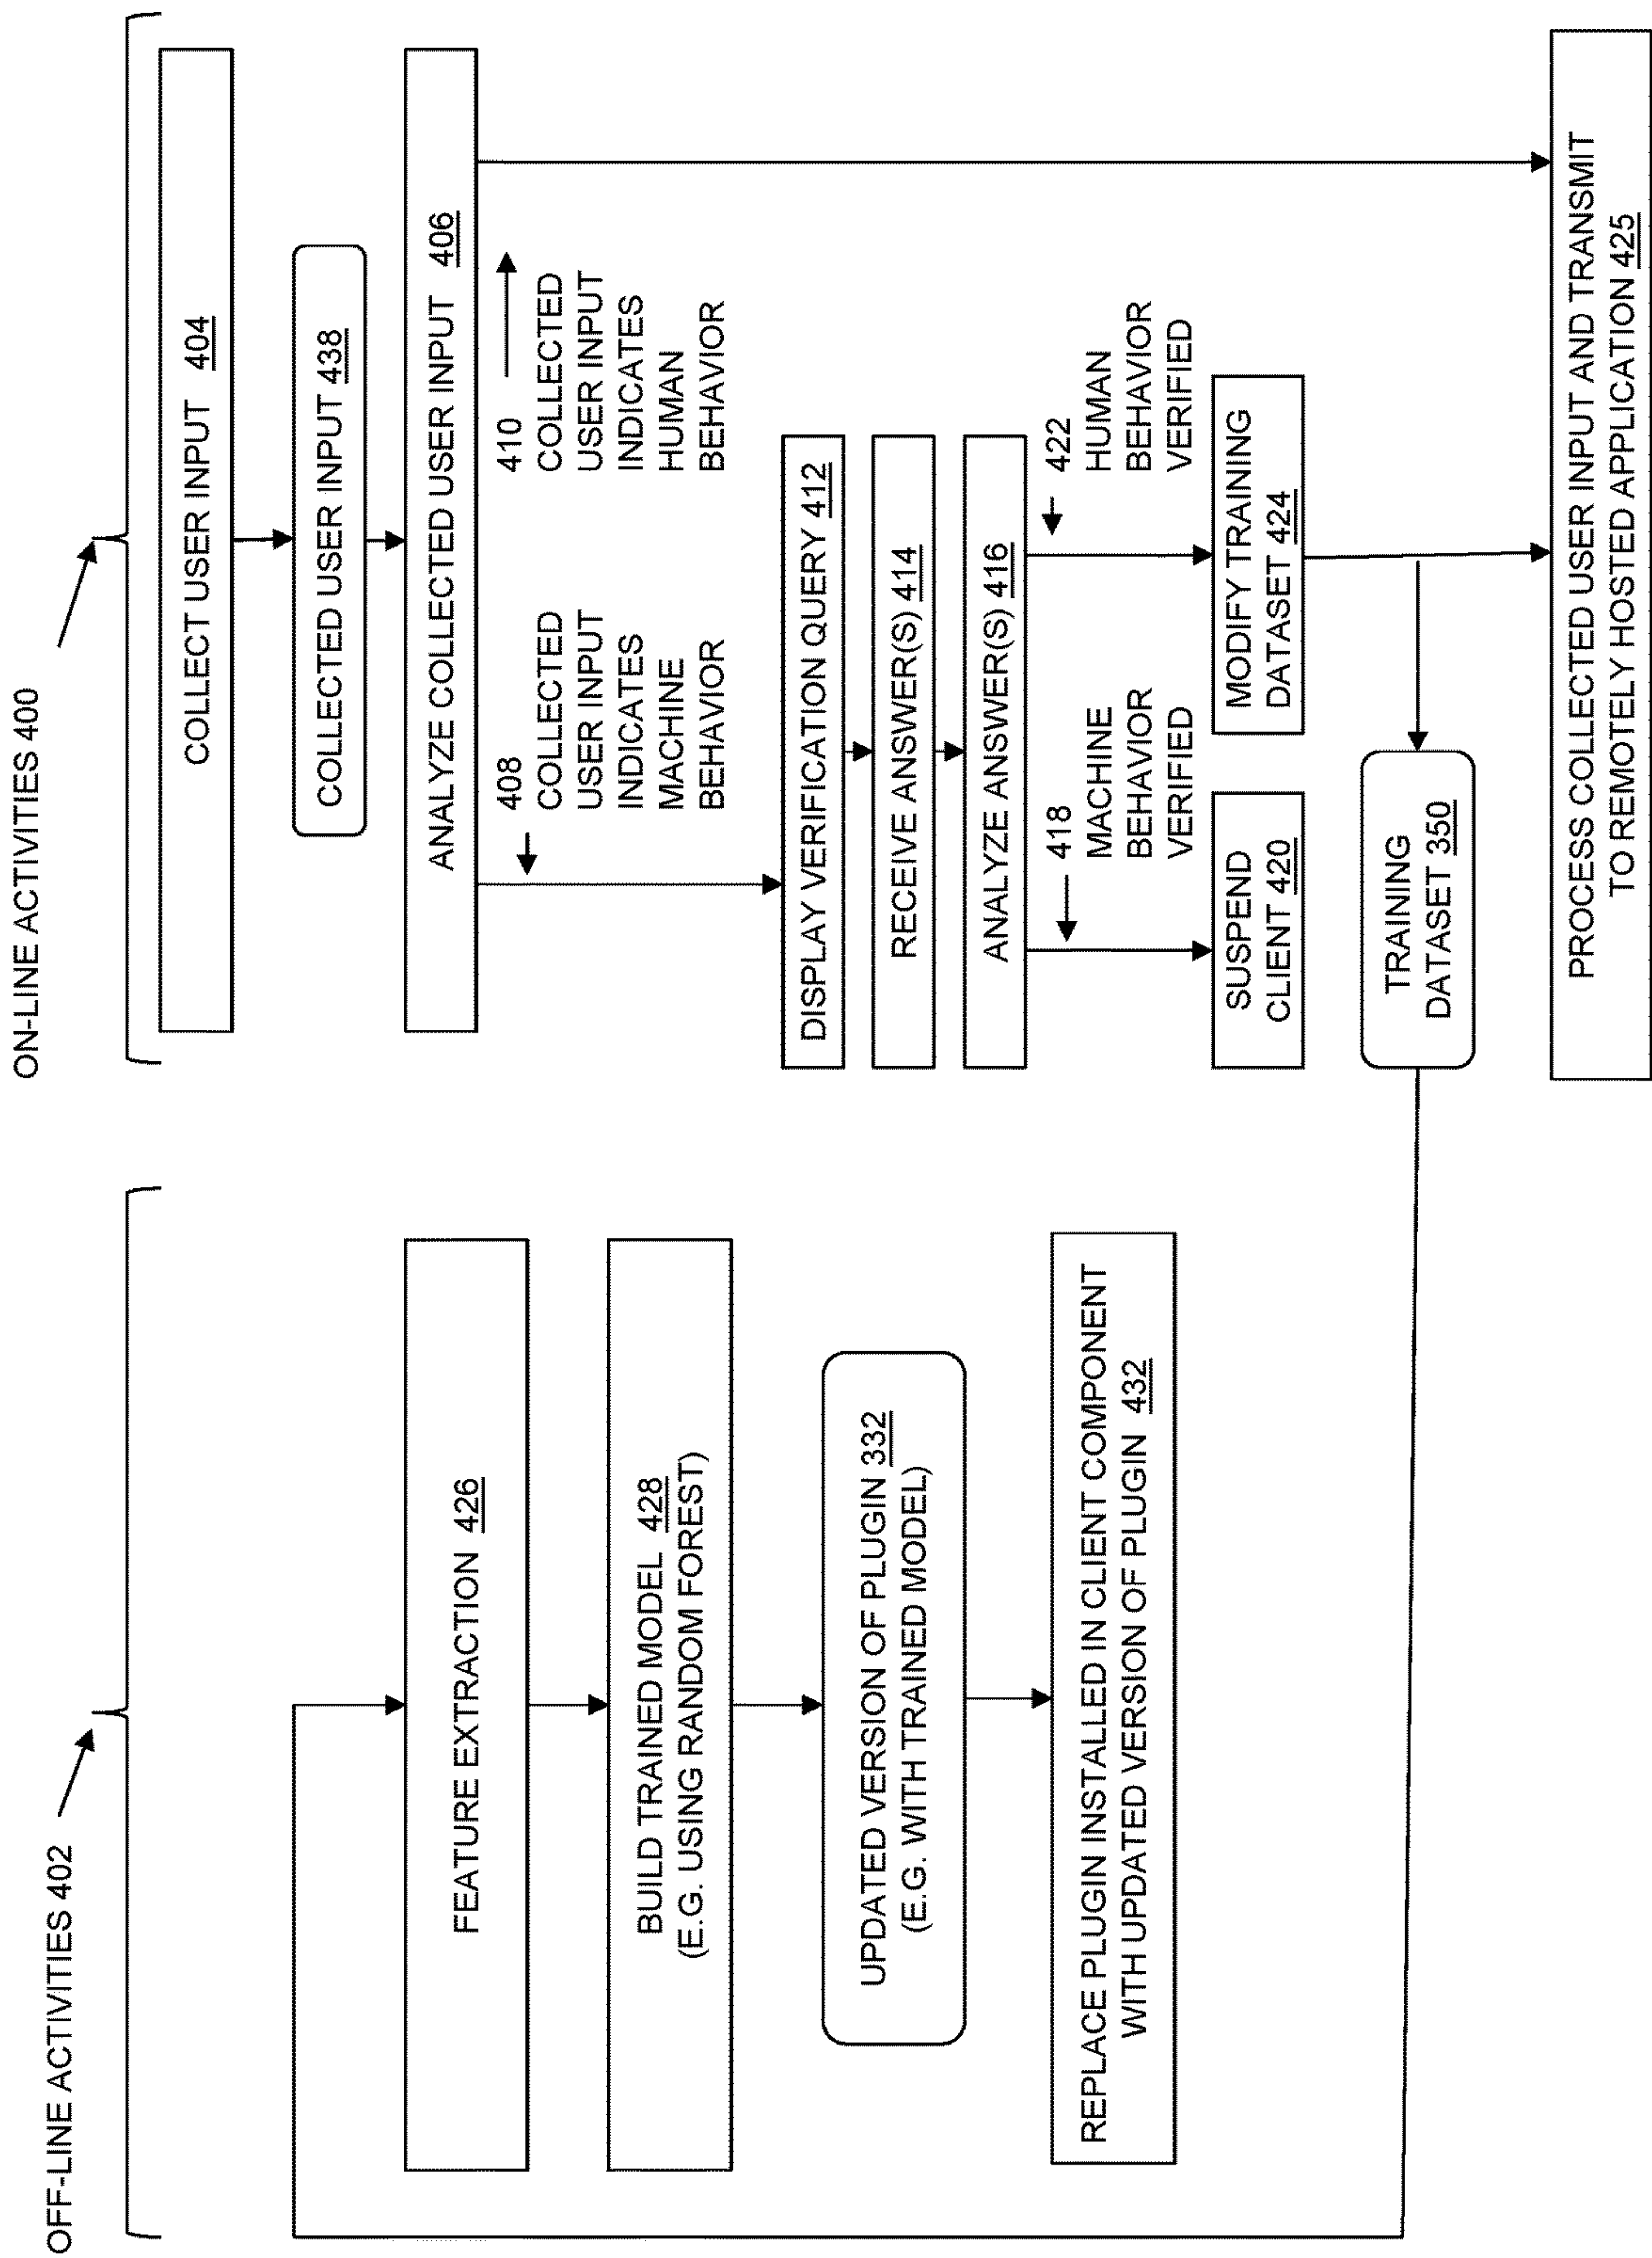 OFF-LINE ACTIVITIES 402
FEATURE EXTRACTION 426
BUILD TRAINED MODEL 428
(E.G. USING RANDOM FOREST)
UPDATED VERSION OF PLUGIN 332
(E.G. WITH TRAINED MODEL)
REPLACE PLUGIN INSTALLED IN CLIENT COMPONENT
WITH UPDATED VERSION OF PLUGIN 432
ON-LINE ACTIVITIES 400
COLLECT USER INPUT 404
COLLECTED USER INPUT 438
ANALYZE COLLECTED USER INPUT 406
408
COLLECTED
USER INPUT
INDICATES
MACHINE
BEHAVIOR
410
COLLECTED
USER INPUT
INDICATES
HUMAN
BEHAVIOR
DISPLAY VERIFICATION QUERY 412
RECEIVE ANSWER(S) 414
ANALYZE ANSWER(S) 416
418
MACHINE
BEHAVIOR
VERIFIED
422
HUMAN
BEHAVIOR
VERIFIED
SUSPEND
CLIENT 420
MODIFY TRAINING
DATASET 424
TRAINING
DATASET 350
PROCESS COLLECTED USER INPUT AND TRANSMIT
TO REMOTELY HOSTED APPLICATION 425